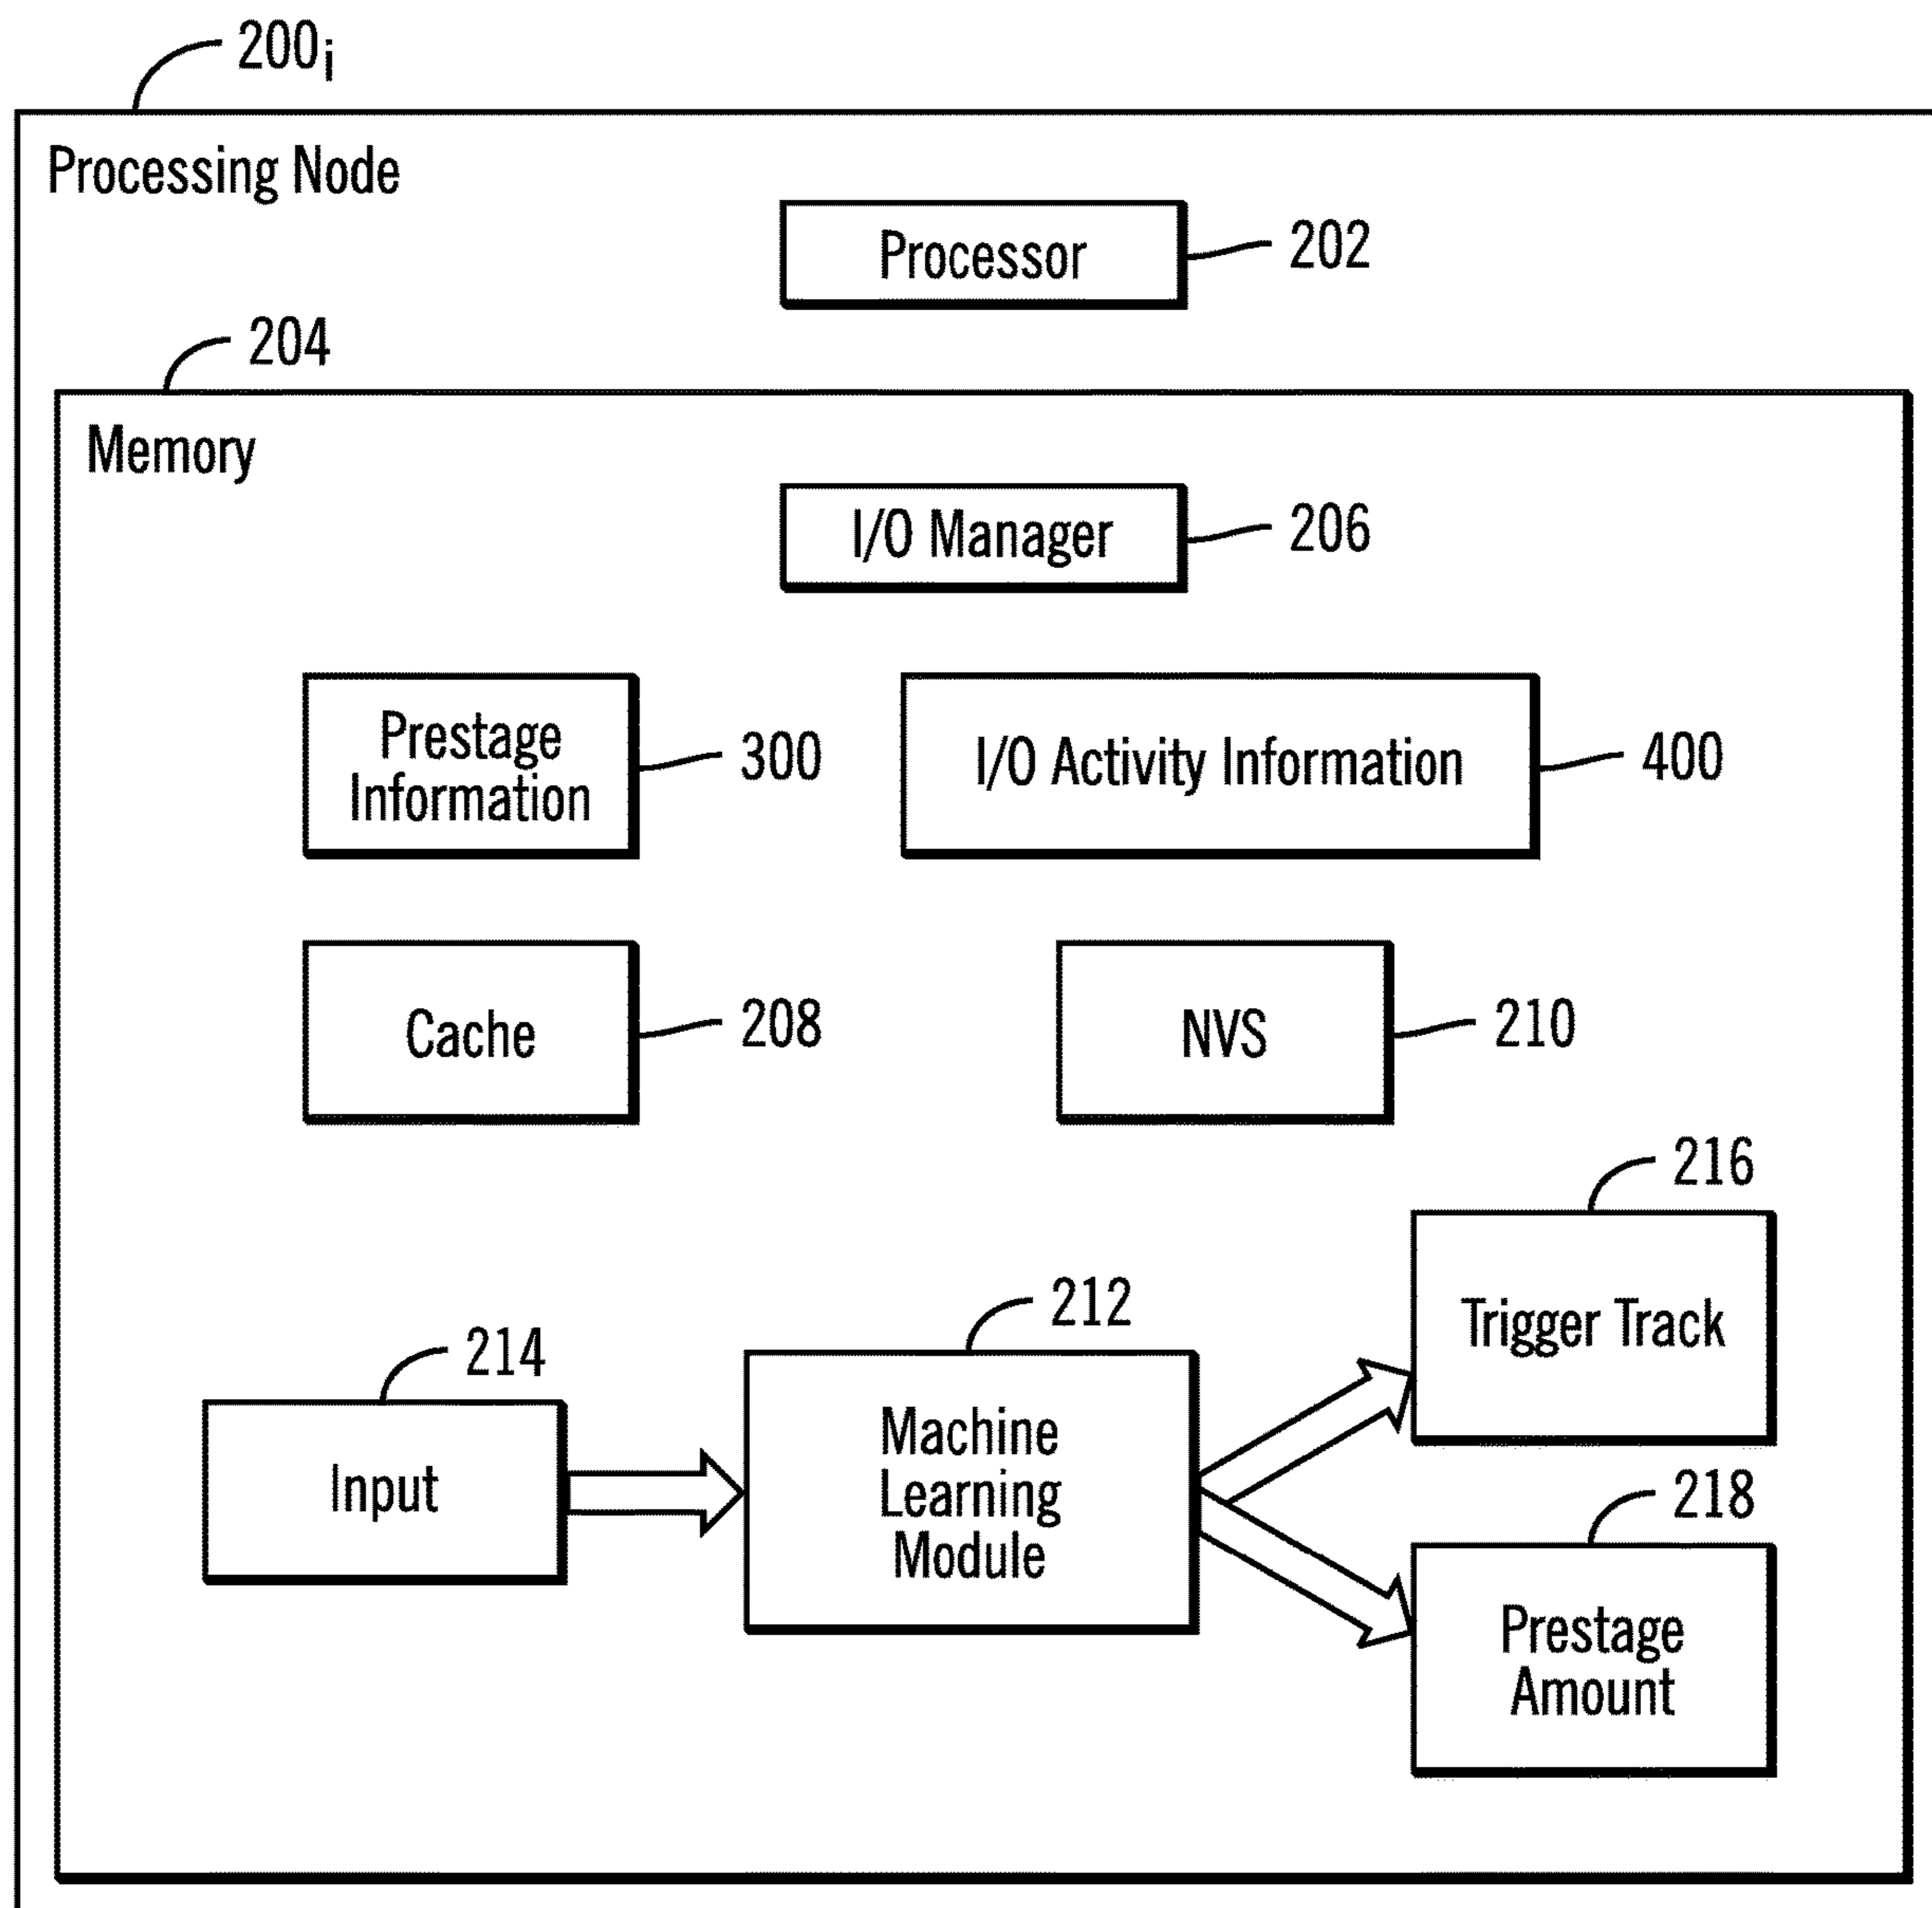 200i
Processing Node
Processor
202
204
Memory
I/O Manager
206
Prestage
Information
300
I/O Activity Information
400
Cache
208
NVS
210
216
Trigger Track
212
214
Input
Machine
Learning
Module
218
Prestage
Amount